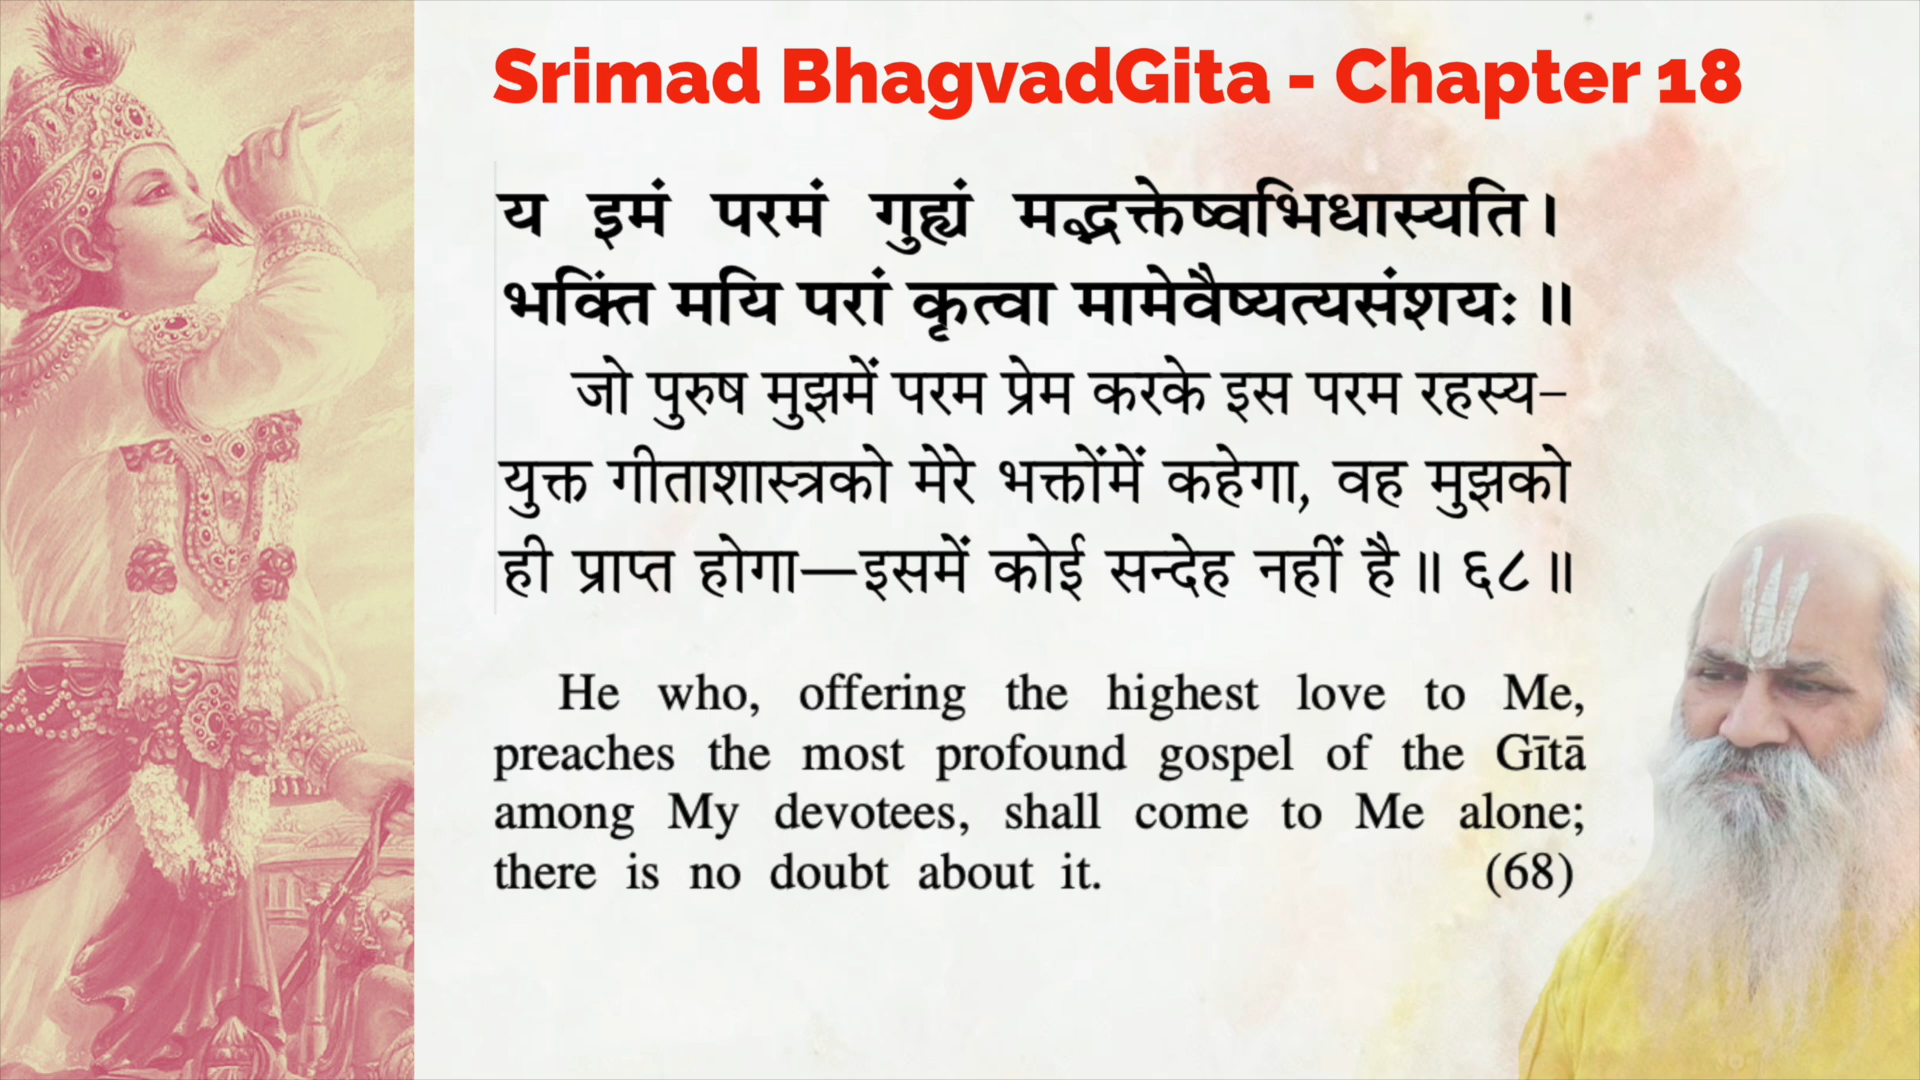 Srimad BhagvadGita - Chapter 18
य इमं परमं गुह्यं मद्भक्तेष्वभिधास्यति।
भक्तिं मयि परां कृत्वा मामेवैष्यत्यसंशयः॥
जो पुरुष मुझमें परम प्रेम करके इस परम रहस्य-
युक्त गीताशास्त्रको मेरे भक्तोंमें कहेगा, वह मुझको
ही प्राप्त होगा—इसमें कोई सन्देह नहीं है॥ ६८॥
He who, offering the highest love to Me,
preaches the most profound gospel of the Gītā
among My devotees, shall come to Me alone;
there is no doubt about it. (68)